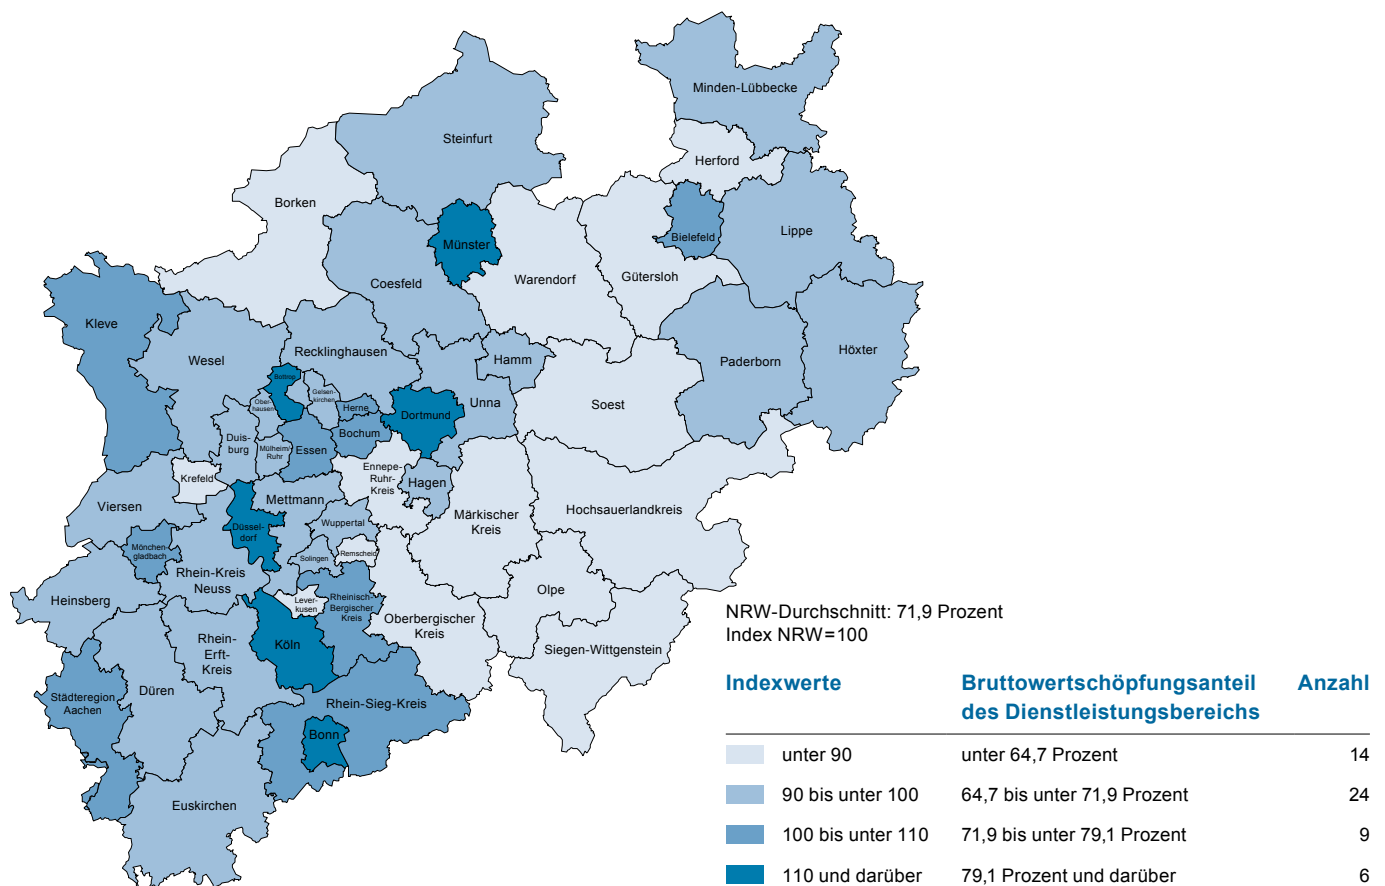 Minden-Lübbecke
Steinfurt
Herford
Borken
Bielefeld
Lippe
Münster
Warendorf
Gütersloh
Coesfeld
Kleve
Wesel
Recklinghausen
Hamm
Paderborn
Höxter
Bottrop
Gelsen-
kirchen
Ober-
hausen
Herne
Dortmund
Unna
Soest
Duis-
burg
Mülheim/
Ruhr
Essen
Bochum
Krefeld
Ennepe-
Ruhr-
Kreis
Hagen
Viersen
Mettmann
Märkischer
Kreis
Hochsauerlandkreis
Düssel-
dorf
Wuppertal
Mönchen-
gladbach
Solingen
Remscheid
Rhein-Kreis
Neuss
Olpe
Heinsberg
Lever-
kusen
Rheinisch-
Bergischer
Kreis
Oberbergischer
Kreis
Köln
Rhein-
Erft-
Kreis
Siegen-Wittgenstein
Städteregion
Aachen
Düren
Rhein-Sieg-Kreis
Bonn
Euskirchen
NRW-Durchschnitt: 71,9 Prozent
Index NRW=100
Indexwerte Bruttowertschöpfungsanteil Anzahl
des Dienstleistungsbereichs
unter 90 unter 64,7 Prozent 14
90 bis unter 100 64,7 bis unter 71,9 Prozent 24
100 bis unter 110 71,9 bis unter 79,1 Prozent 9
110 und darüber 79,1 Prozent und darüber 6